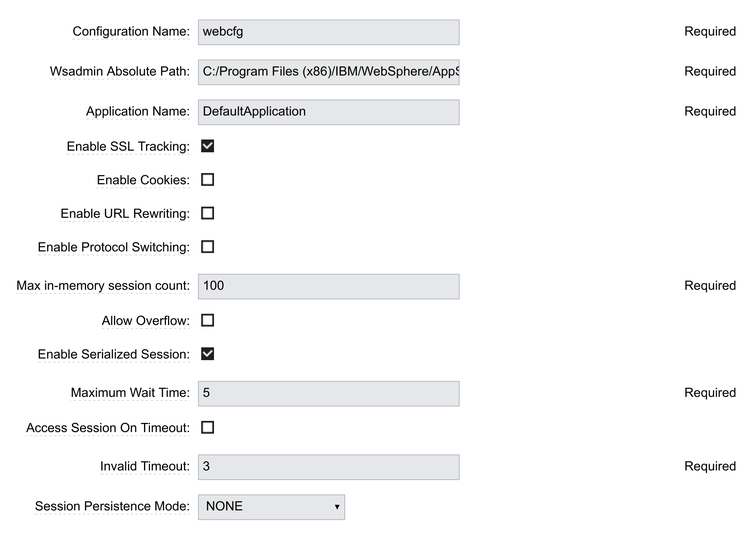 Configuration Name: webcfg Required
Wsadmin Absolute Path: C:/Program Files (x86)/IBM/WebSphere/App Required
Application Name: DefaultApplication Required
Enable SSL Tracking:
Enable Cookies:
Enable URL Rewriting:
Enable Protocol Switching:
Max in-memory session count: 100 Required
Allow Overflow:
Enable Serialized Session:
Maximum Wait Time: 5 Required
Access Session On Timeout:
Invalid Timeout: 3 Required
Session Persistence Mode: NONE